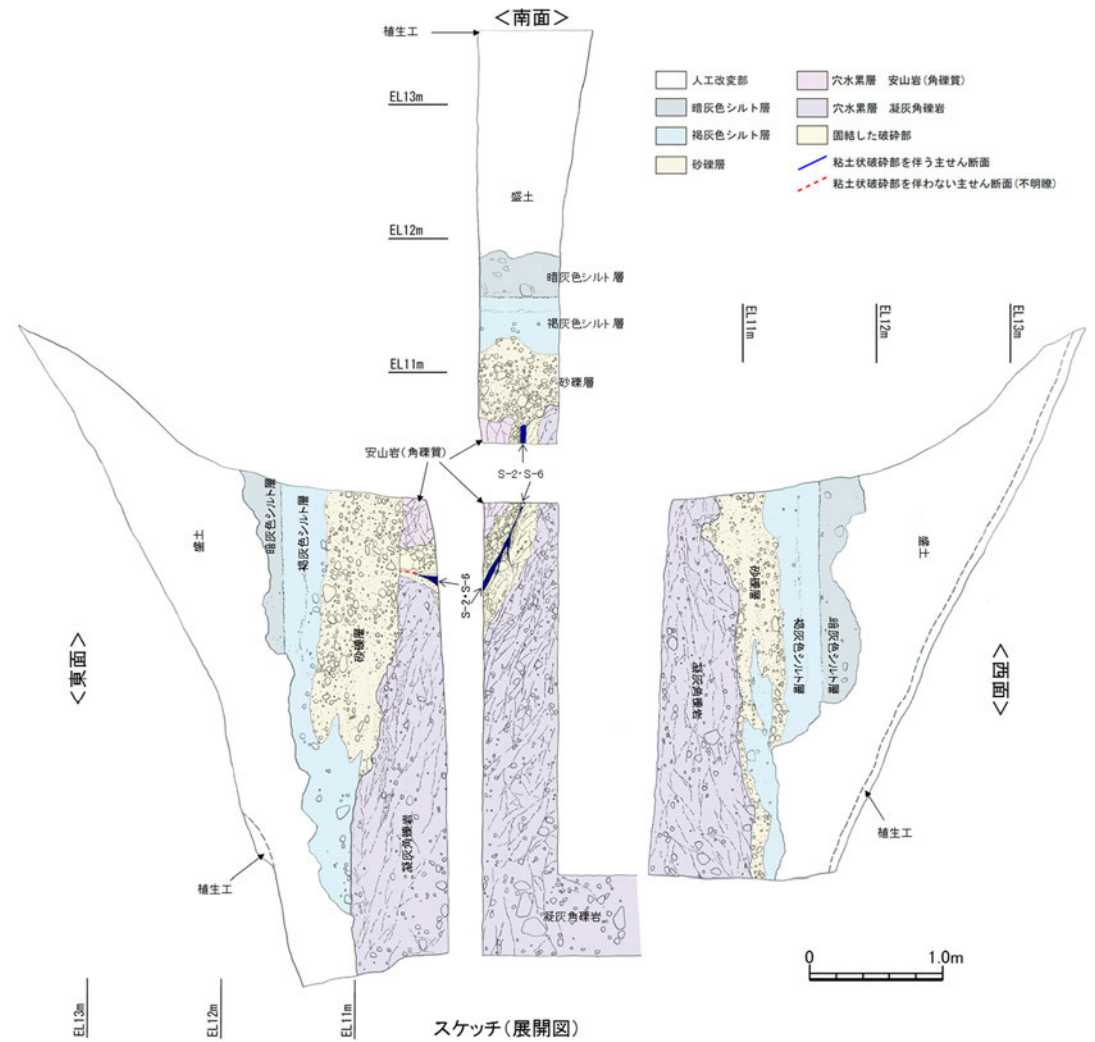 ＜南面＞
植生工
EL13m
EL12m
EL11m
盛土
暗灰色シルト層
褐灰色シルト層
砂礫層
人工改変部
暗灰色シルト層
褐灰色シルト層
砂礫層
穴水累層　安山岩(角礫質)
穴水累層　凝灰角礫岩
固結した破砕部
粘土状破砕部を伴う主せん断面
粘土状破砕部を伴わない主せん断面(不明瞭)
安山岩(角礫質)
S-2・S-6
S-2・S-6
＜東面＞
盛土
暗灰色シルト層
褐灰色シルト層
砂礫層
凝灰角礫岩
植生工
EL13m
EL12m
EL11m
凝灰角礫岩
EL11m
EL12m
EL13m
凝灰角礫岩
砂礫層
褐灰色シルト層
暗灰色シルト層
盛土
＜西面＞
植生工
0
1.0m
スケッチ(展開図)